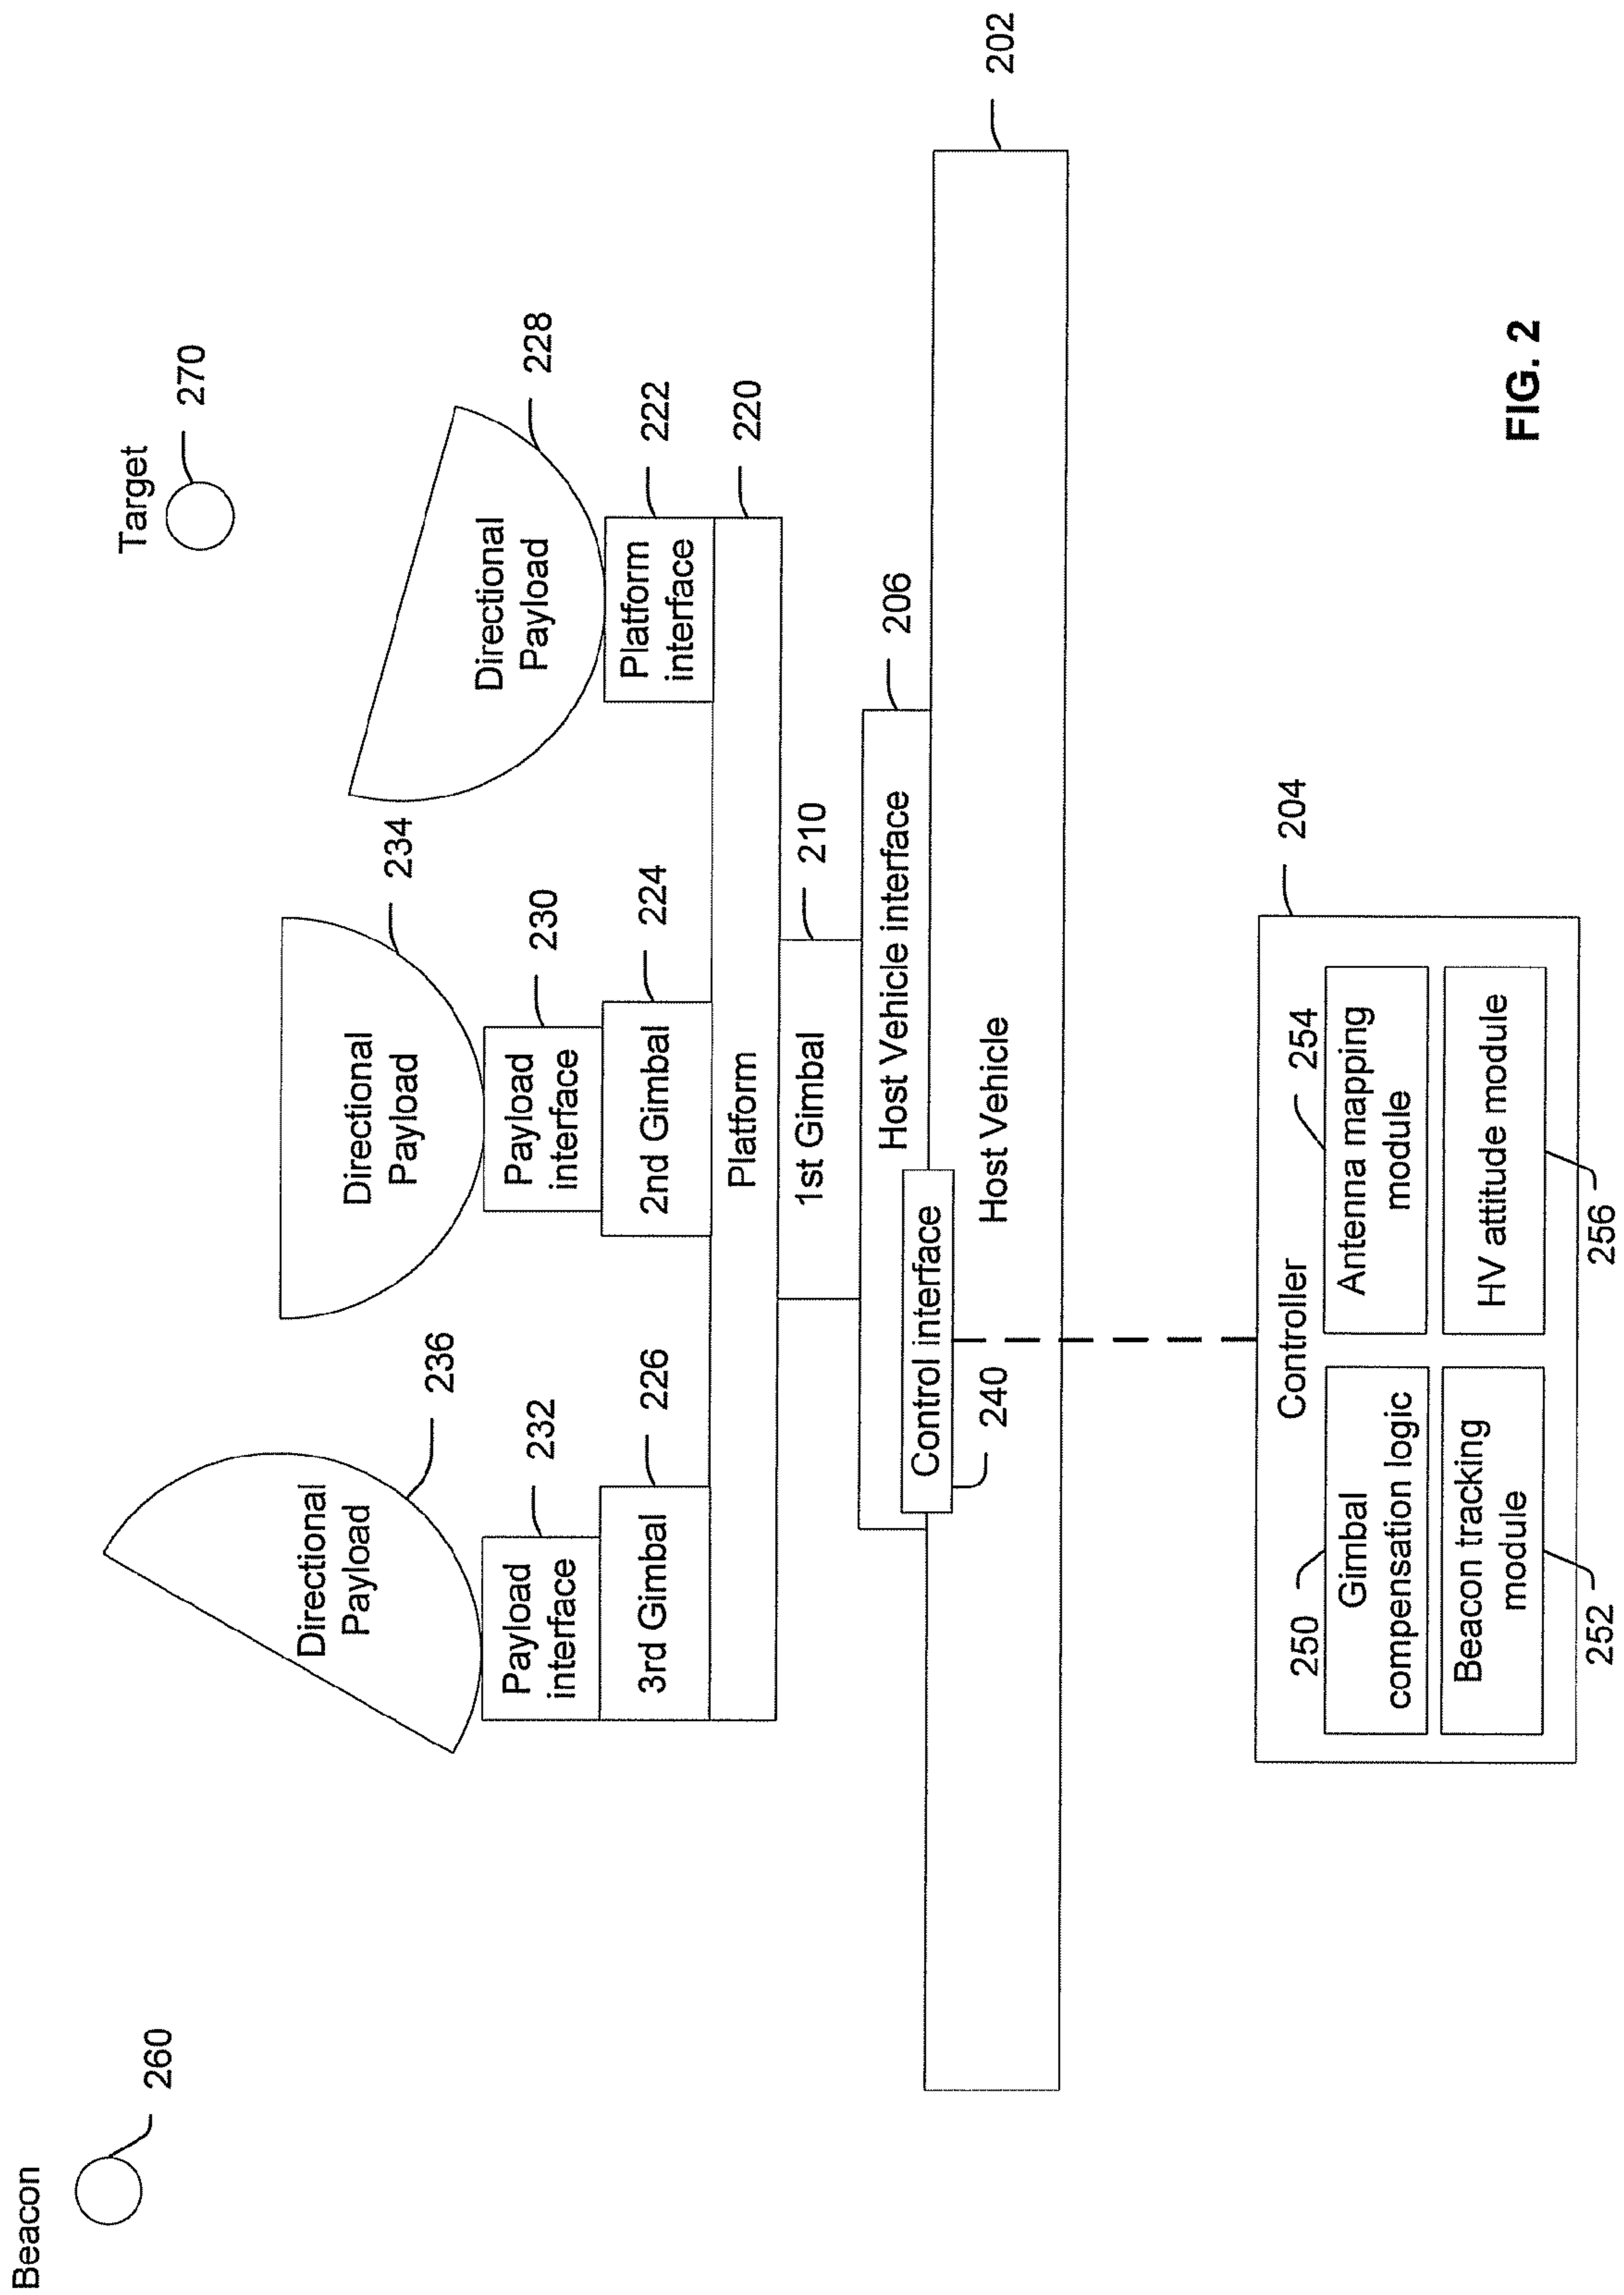 Beacon
260
Target
270
236
Directional
Payload
234
Directional
Payload
228
Directional
Payload
232
Payload
interface
230
Payload
interface
222
Platform
interface
226
3rd Gimbal
224
2nd Gimbal
220
Platform
210
1st Gimbal
206
Host Vehicle interface
Control interface
240
Host Vehicle
202
204
Controller
250
Gimbal
compensation logic
254
Antenna mapping
module
Beacon tracking
module
252
HV attitude module
256
FIG. 2